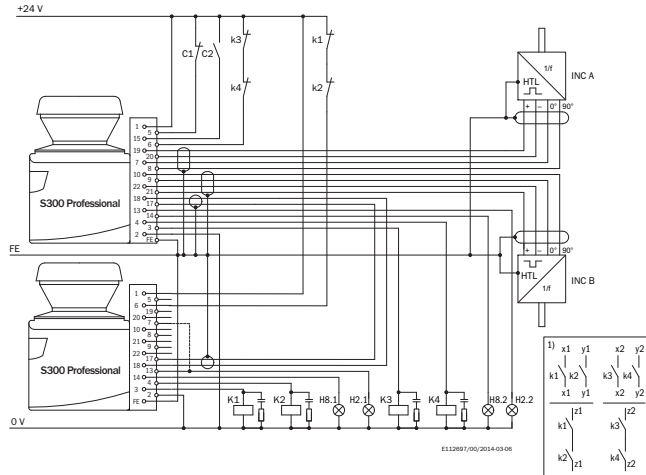 +24 V
C1 C2 k3 k1
k4 k2
1
5
15
6
19
20
7
8
10
9
22
21
18
17
13
14
4
3
2
FE
S300 Professional
1/f
HTL
INC A
+ – 0° 90°
FE
+ – 0° 90°
HTL
1/f
INC B
1
5
6
19
20
7
10
8
21
9
22
17
18
13
14
4
3
2
FE
S300 Professional
K1 K2 H8.1 H2.1 K3 K4 H8.2 H2.2
0 V
E112697/00/2014-03-06
1)
x1 y1 x2 y2
k1 k2 k3 k4
x1 y1 x2 y2
z1 z2
k1 k3
k2 k4
z1 z2